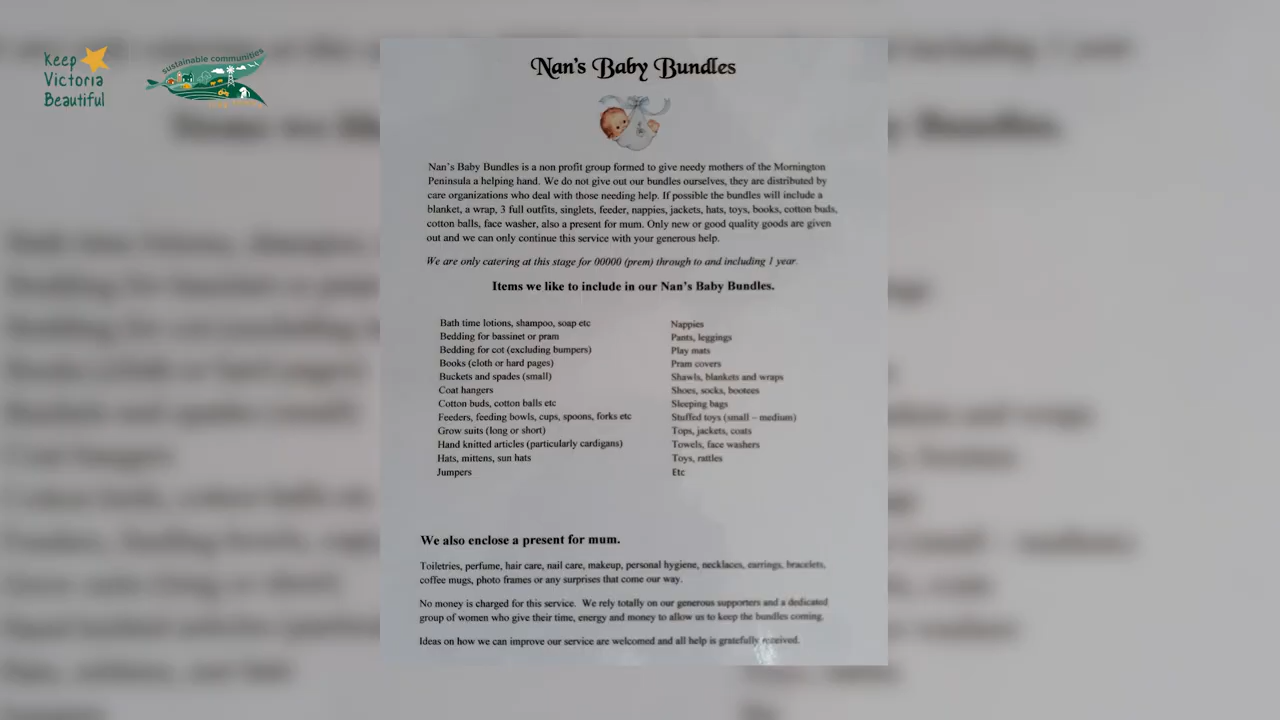 Keep
Victoria
Beautiful
sustainable communities
Nan's Baby Bundles
Nan's Baby Bundles is a non profit group formed to give needy mothers of the Mornington
Peninsula a helping hand. We do not give out our bundles ourselves, they are distributed by
care organizations who deal with those needing help. If possible the bundles will include a
blanket, a wrap, 3 full outfits, singlets, feeder, nappies, jackets, hats, toys, books, cotton buds,
cotton balls, face washer, also a present for mum. Only new or good quality goods are given
out and we can only continue this service with your generous help.
We are only catering at this stage for 00000 (prem) through to and including 1 year.
Items we like to include in our Nan's Baby Bundles.
Bath time lotions, shampoo, soap etc
Bedding for bassinet or pram
Bedding for cot (excluding bumpers)
Books (cloth or hard pages)
Buckets and spades (small)
Coat hangers
Cotton buds, cotton balls etc
Feeders, feeding bowls, cups, spoons, forks etc
Grow suits (long or short)
Hand knitted articles (particularly cardigans)
Hats, mittens, sun hats
Jumpers
Nappies
Pants, leggings
Play mats
Pram covers
Shawls, blankets and wraps
Shoes, socks, bootees
Sleeping bags
Stuffed toys (small – medium)
Tops, jackets, coats
Towels, face washers
Toys, rattles
Etc
We also enclose a present for mum.
Toiletries, perfume, hair care, nail care, makeup, personal hygiene, necklaces, earrings, bracelets,
coffee mugs, photo frames or any surprises that come our way.
No money is charged for this service. We rely totally on our generous supporters and a dedicated
group of women who give their time, energy and money to allow us to keep the bundles coming.
Ideas on how we can improve our service are welcomed and all help is gratefully received.